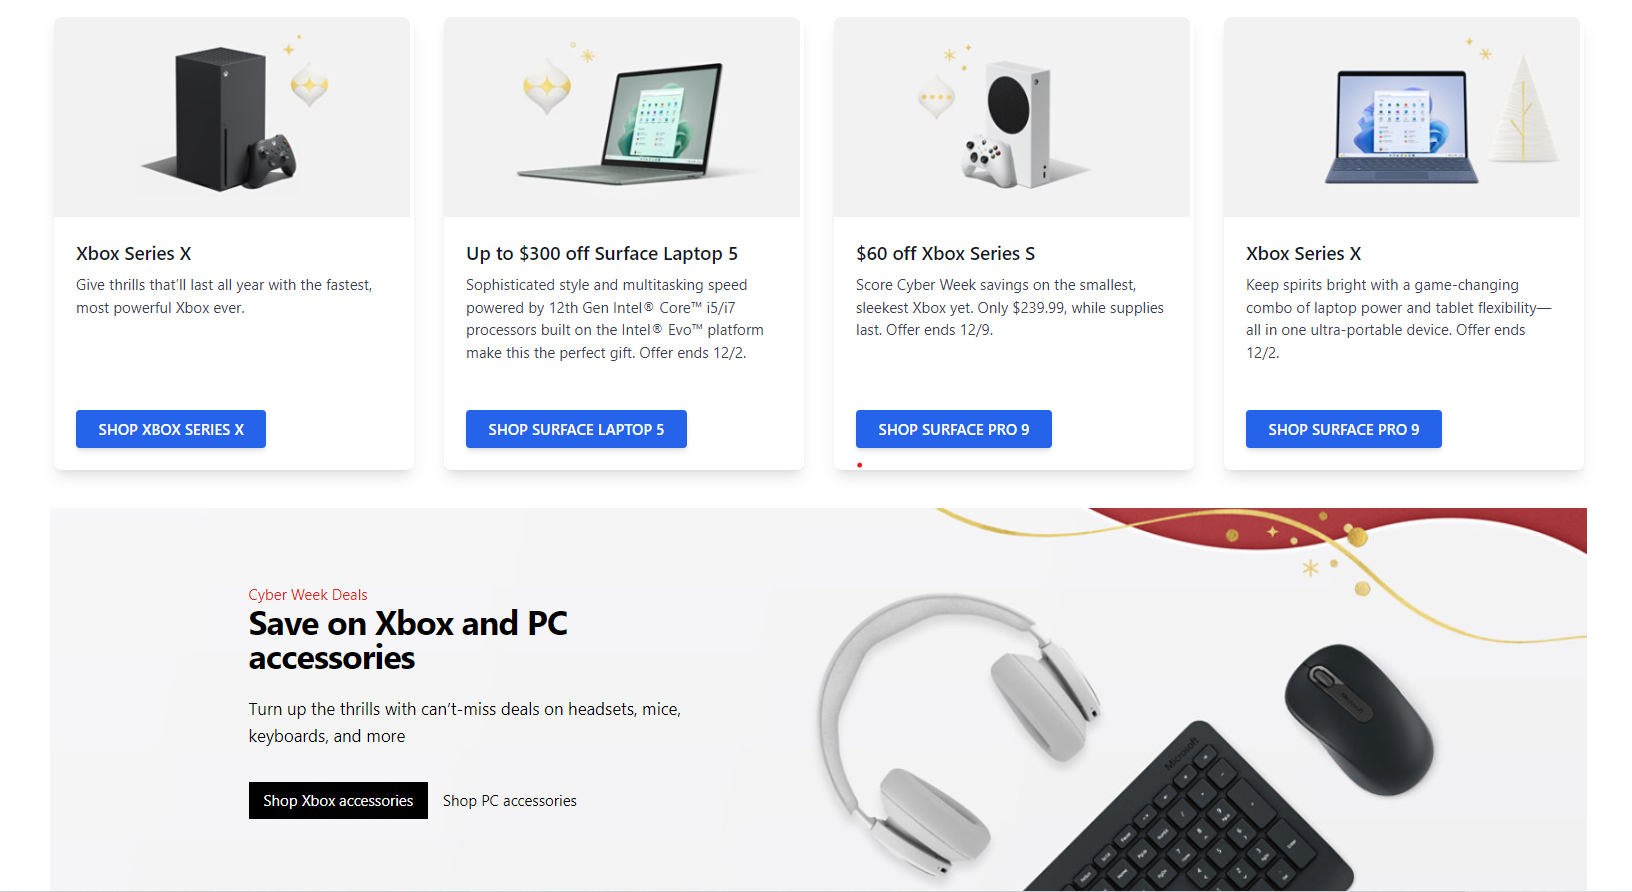 Xbox Series X
Give thrills that’ll last all year with the fastest,
most powerful Xbox ever.
SHOP XBOX SERIES X
Up to $300 off Surface Laptop 5
Sophisticated style and multitasking speed
powered by 12th Gen Intel® Core™ i5/i7
processors built on the Intel® Evo™ platform
make this the perfect gift. Offer ends 12/2.
SHOP SURFACE LAPTOP 5
$60 off Xbox Series S
Score Cyber Week savings on the smallest,
sleekest Xbox yet. Only $239.99, while supplies
last. Offer ends 12/9.
SHOP SURFACE PRO 9
Xbox Series X
Keep spirits bright with a game-changing
combo of laptop power and tablet flexibility—
all in one ultra-portable device. Offer ends
12/2.
SHOP SURFACE PRO 9
Cyber Week Deals
Save on Xbox and PC
accessories
Turn up the thrills with can’t-miss deals on headsets, mice,
keyboards, and more
Shop Xbox accessories
Shop PC accessories
Microsoft
Microsoft